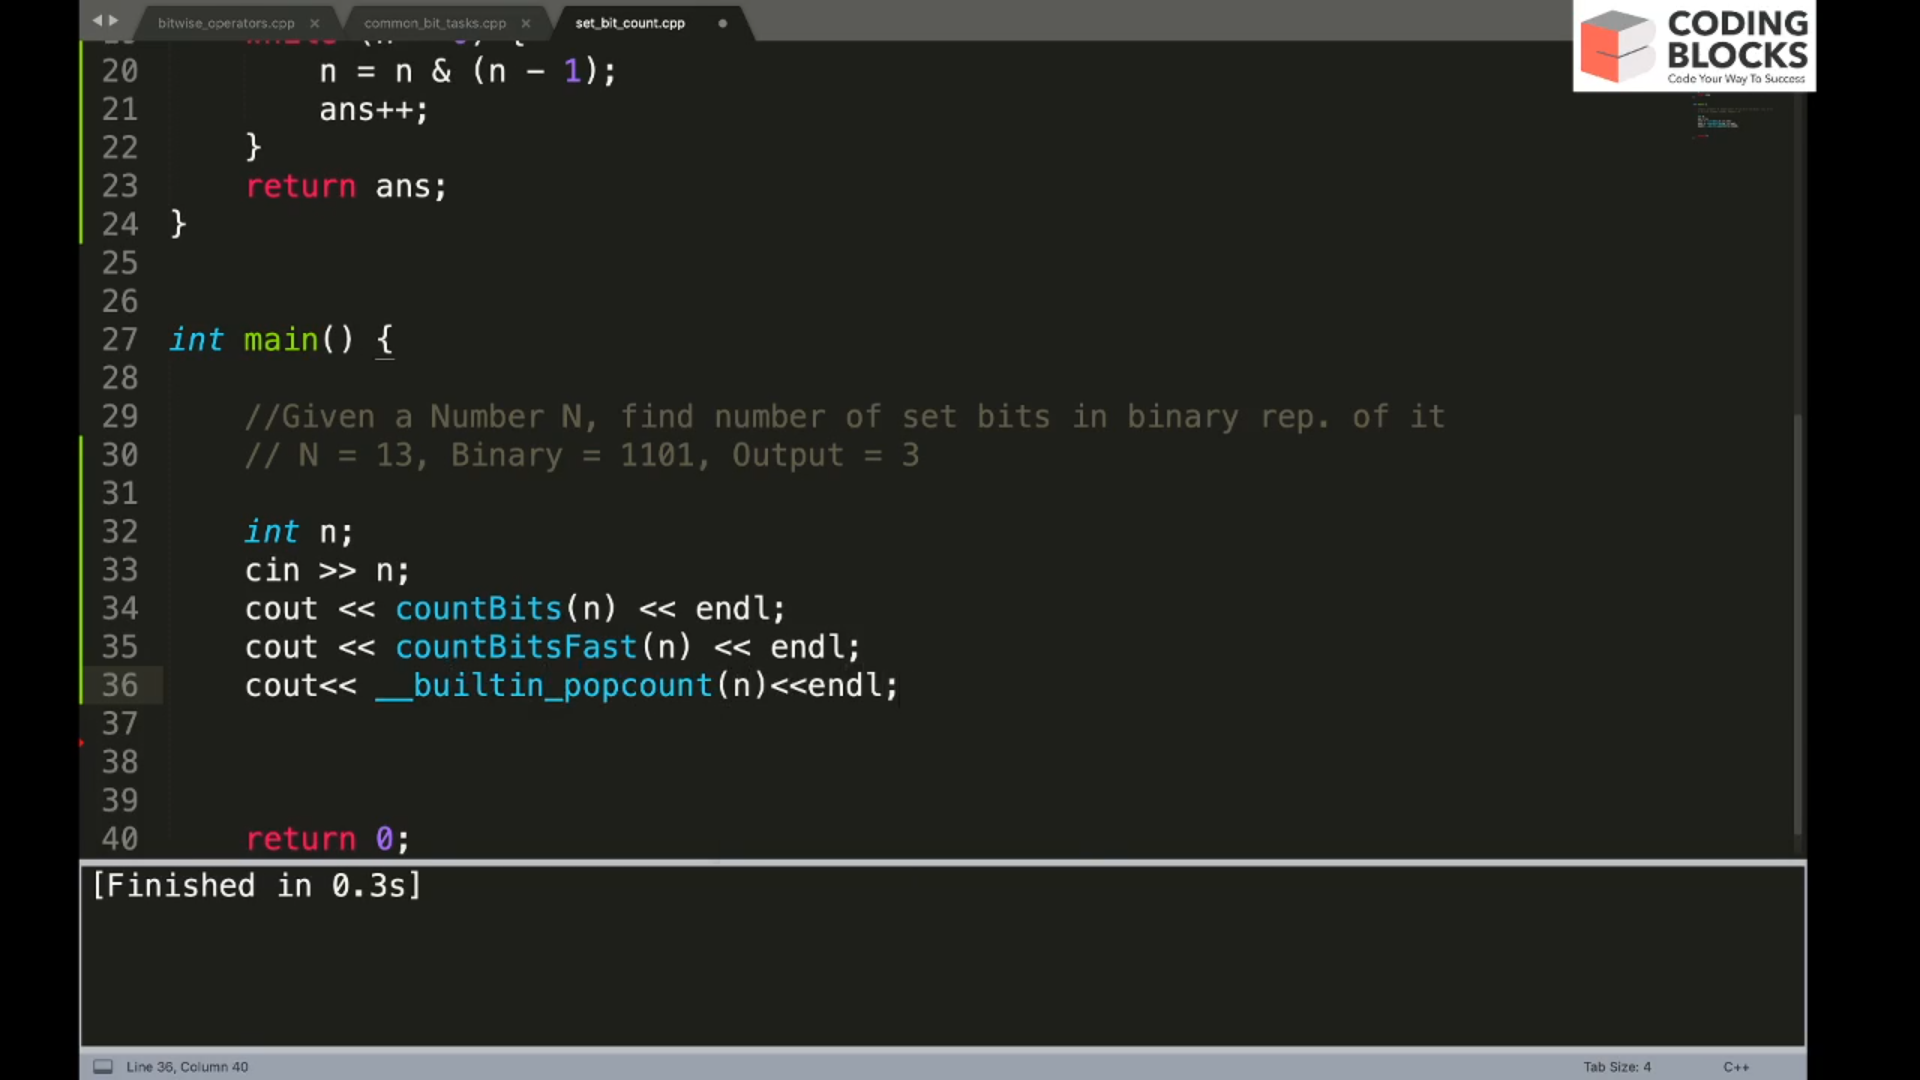 bitwise_operators.cpp × common_bit_tasks.cpp × set_bit_count.cpp
CODING
BLOCKS
Code Your Way To Success
20 n = n & (n - 1);
21 ans++;
22 }
23 return ans;
24 }
25
26
27 int main() {
28
29 //Given a Number N, find number of set bits in binary rep. of it
30 // N = 13, Binary = 1101, Output = 3
31
32 int n;
33 cin >> n;
34 cout << countBits(n) << endl;
35 cout << countBitsFast(n) << endl;
36 cout<< __builtin_popcount(n)<<endl;
37
38
39
40 return 0;
[Finished in 0.3s]
Line 36, Column 40 Tab Size: 4 C++